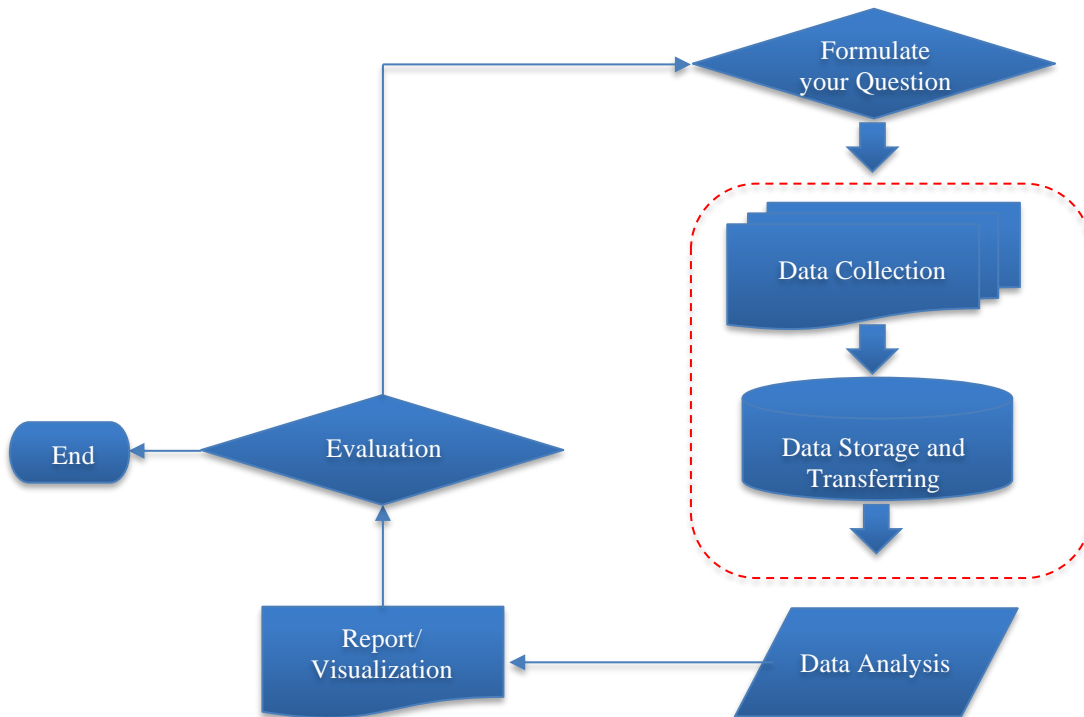 Formulate
your Question
Data Collection
Data Storage and
Transferring
Data Analysis
Report/
Visualization
Evaluation
End